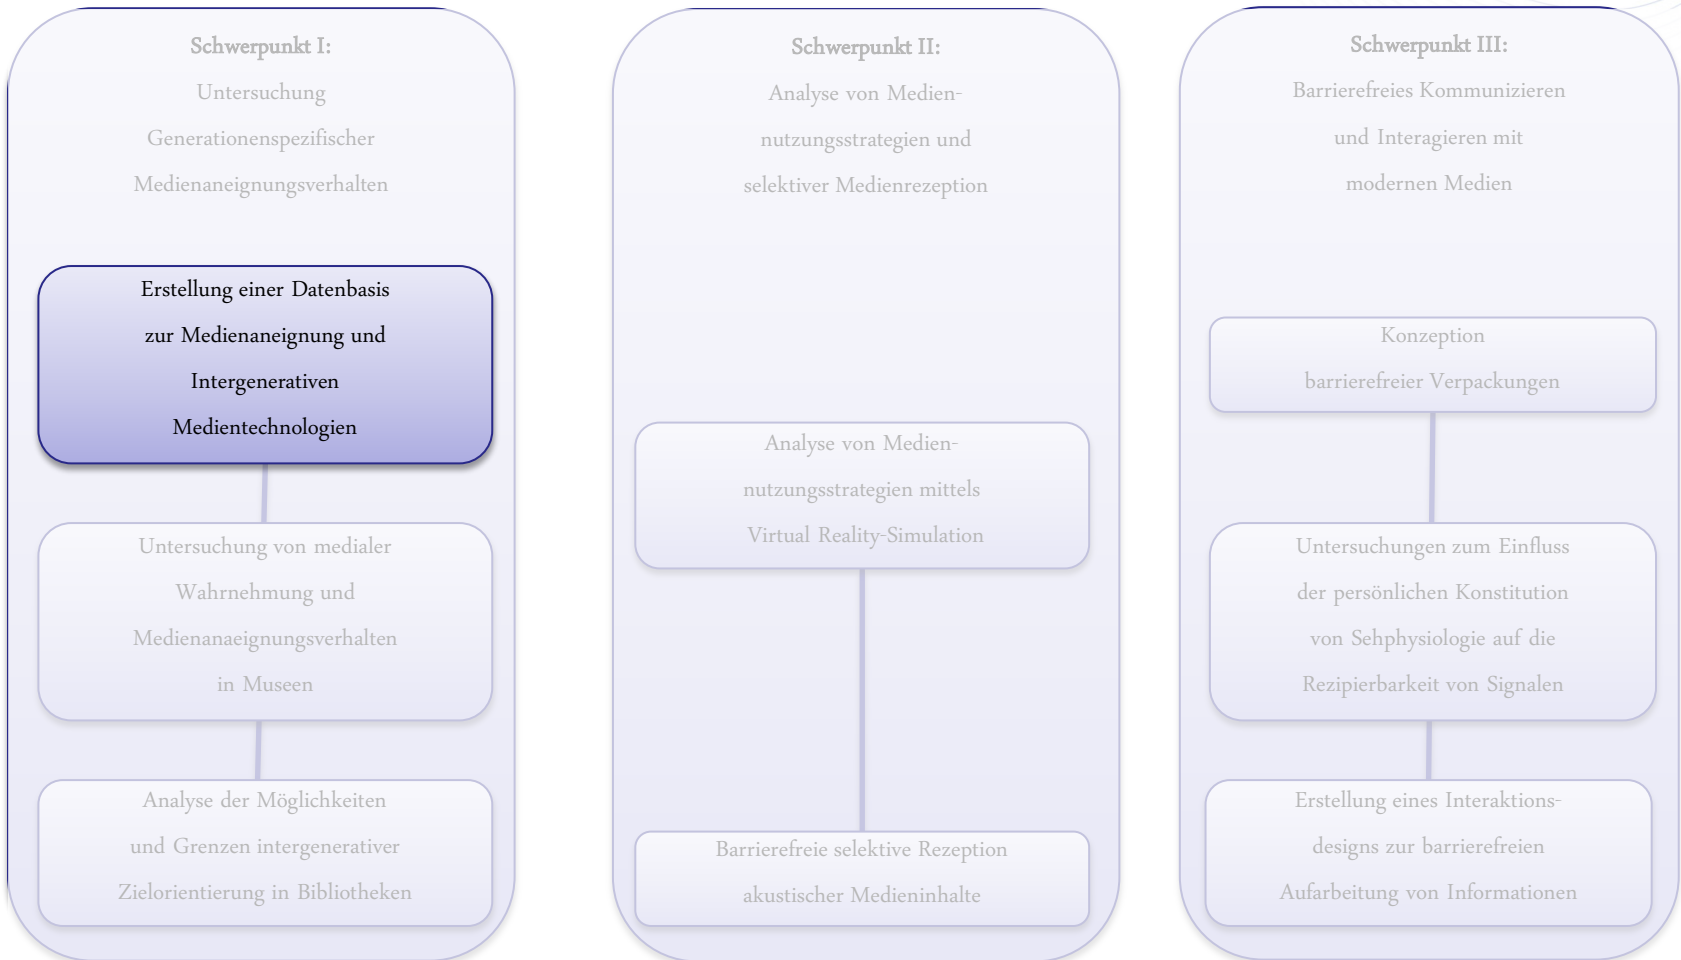 Schwerpunkt I:
Untersuchung
Generationenspezifischer
Medienaneignungsverhalten
Erstellung einer Datenbasis
zur Medienaneignung und
Intergenerativen
Medientechnologien
Untersuchung von medialer
Wahrnehmung und
Medienanaeignungsverhalten
in Museen
Analyse der Möglichkeiten
und Grenzen intergenerativer
Zielorientierung in Bibliotheken
Schwerpunkt II:
Analyse von Medien-
nutzungsstrategien und
selektiver Medienrezeption
Analyse von Medien-
nutzungsstrategien mittels
Virtual Reality-Simulation
Barrierefreie selektive Rezeption
akustischer Medieninhalte
Schwerpunkt III:
Barrierefreies Kommunizieren
und Interagieren mit
modernen Medien
Konzeption
barrierefreier Verpackungen
Untersuchungen zum Einfluss
der persönlichen Konstitution
von Sehphysiologie auf die
Rezipierbarkeit von Signalen
Erstellung eines Interaktions-
designs zur barrierefreien
Aufarbeitung von Informationen